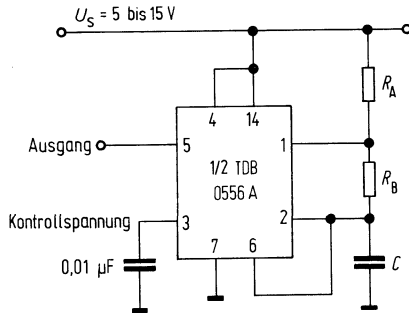 U_S = 5 bis 15 V
R_A
4 14
Ausgang 5 1
1/2 TDB
0556 A
R_B
Kontrollspannung 3 2
0,01 µF 7 6 C